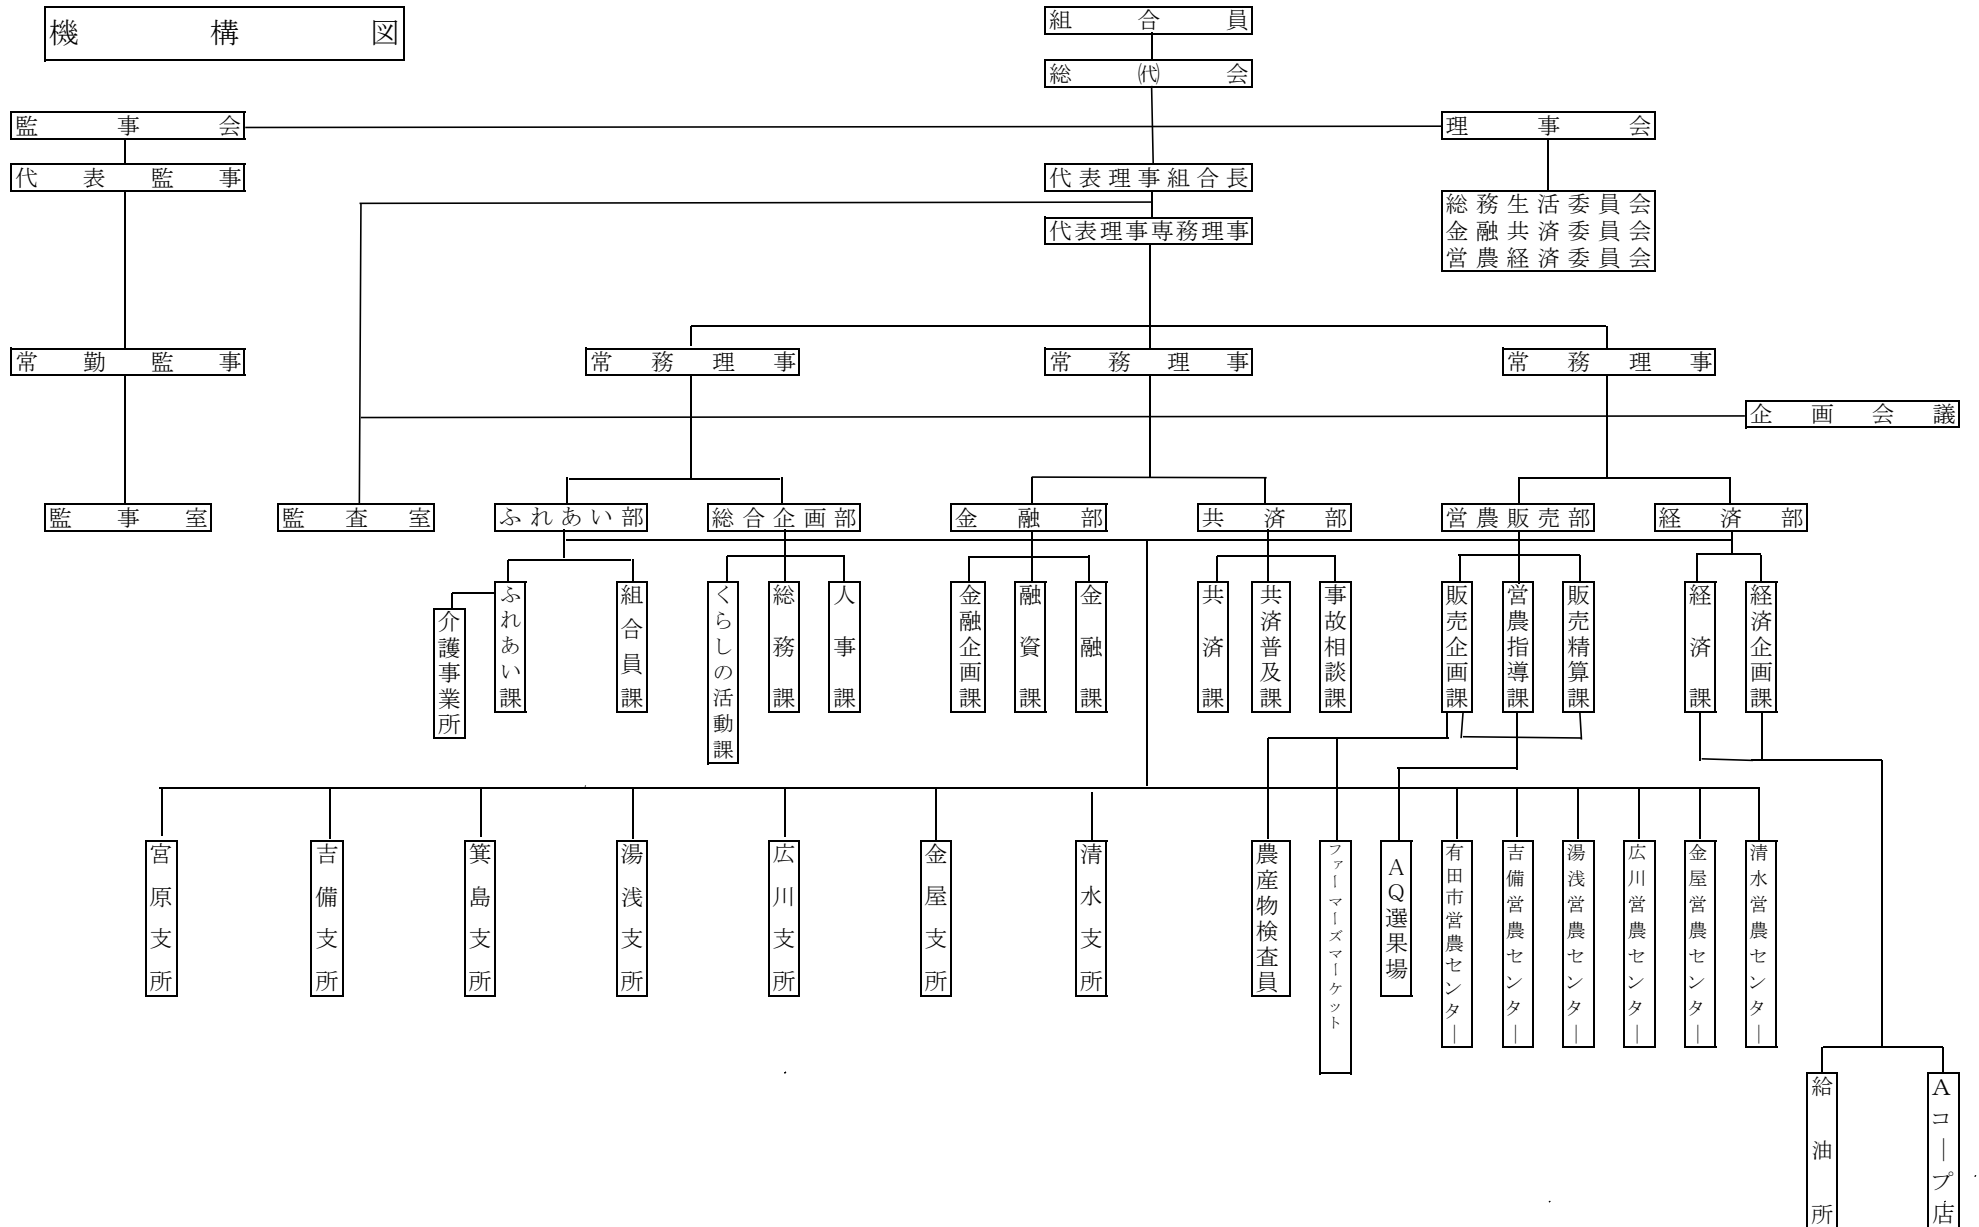 機構図
組合員
総㈹会
監事会
理事会
代表監事
代表理事組合長
総務生活委員会
金融共済委員会
営農経済委員会
代表理事専務理事
常勤監事
常務理事
常務理事
常務理事
企画会議
監事室
監査室
ふれあい部
総合企画部
金融部
共済部
営農販売部
経済部
介護事業所
ふれあい課
組合員課
くらしの活動課
総務課
人事課
金融企画課
融資課
金融課
共済課
共済普及課
事故相談課
販売企画課
営農指導課
販売精算課
経済課
経済企画課
宮原支所
吉備支所
箕島支所
湯浅支所
広川支所
金屋支所
清水支所
農産物検査員
ファーマーズマーケット
AQ選果場
有田市営農センター
吉備営農センター
湯浅営農センター
広川営農センター
金屋営農センター
清水営農センター
給油所
Aコープ店